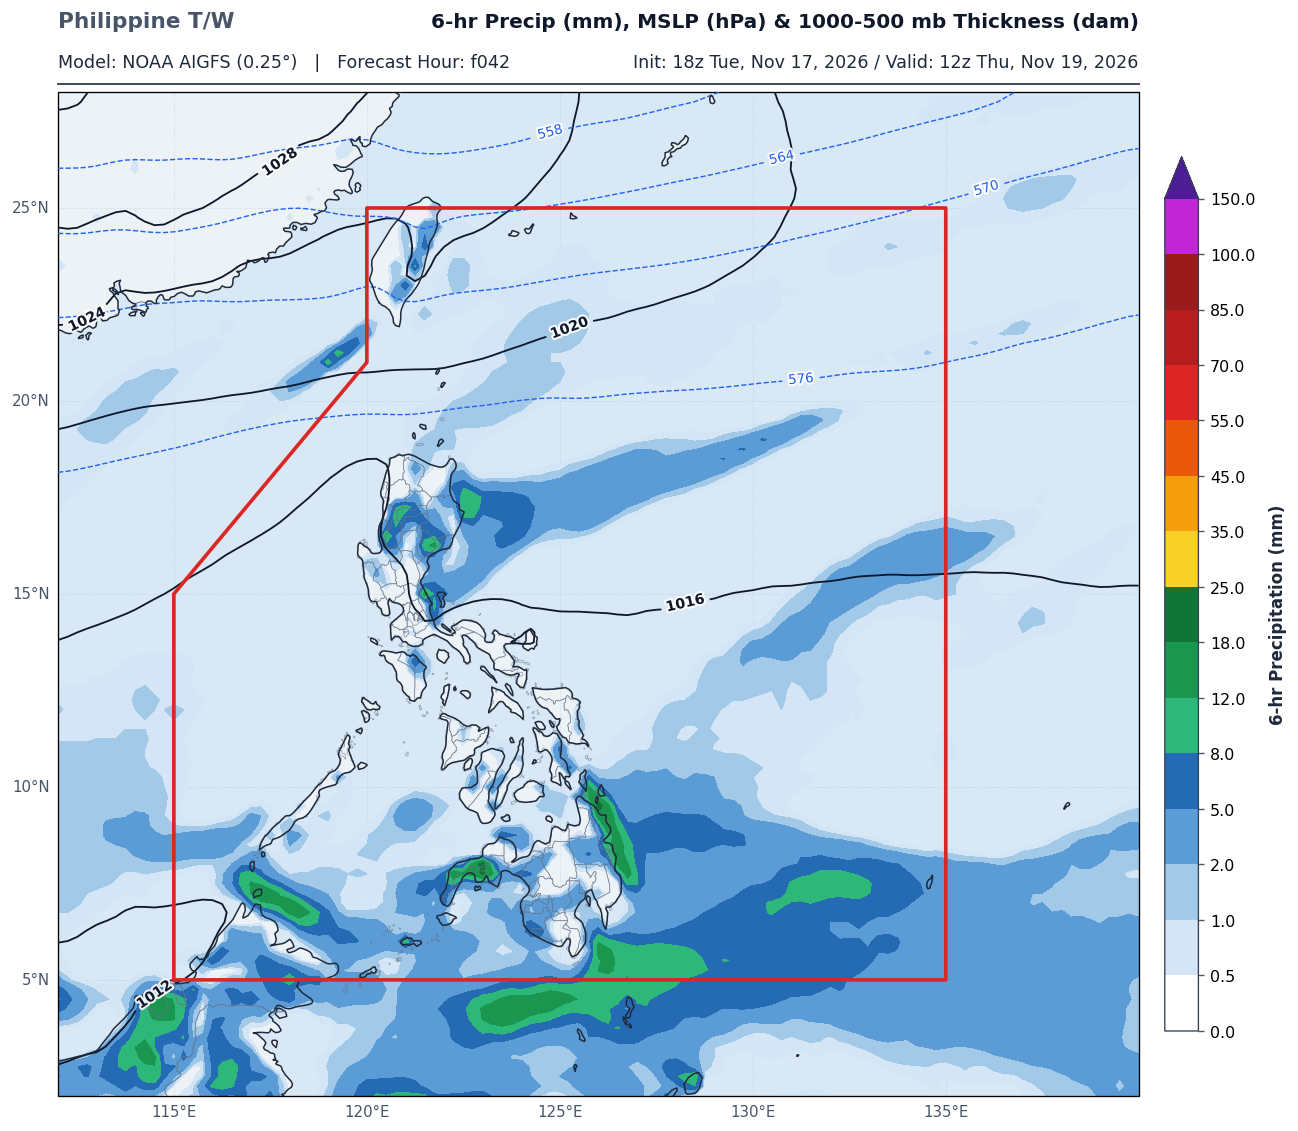 Philippine T/W
6-hr Precip (mm), MSLP (hPa) & 1000-500 mb Thickness (dam)
Model: NOAA AIGFS (0.25°) | Forecast Hour: f042
Init: 18z Tue, Nov 17, 2026 / Valid: 12z Thu, Nov 19, 2026
558
564
570
576
1028
1024
1020
1016
1012
25°N
20°N
15°N
10°N
5°N
115°E
120°E
125°E
130°E
135°E
150.0
100.0
85.0
70.0
55.0
45.0
35.0
25.0
18.0
12.0
8.0
5.0
2.0
1.0
0.5
0.0
6-hr Precipitation (mm)